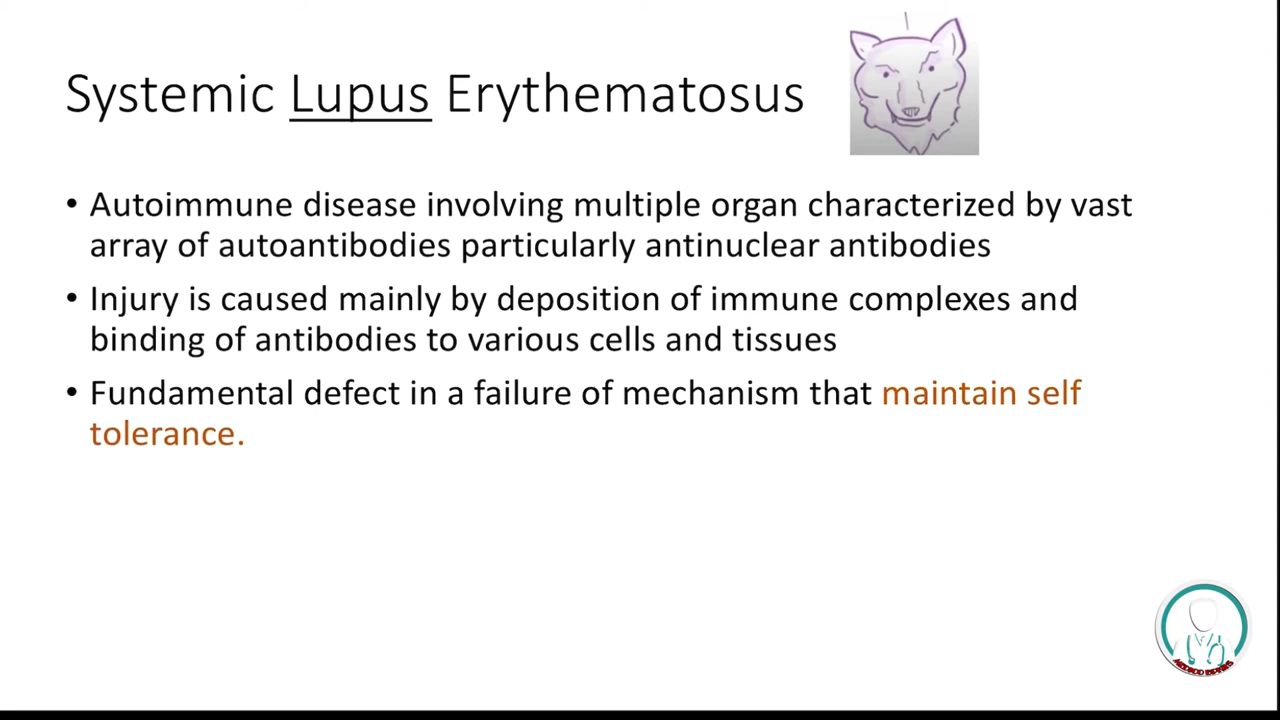 Systemic Lupus Erythematosus
• Autoimmune disease involving multiple organ characterized by vast
array of autoantibodies particularly antinuclear antibodies
• Injury is caused mainly by deposition of immune complexes and
binding of antibodies to various cells and tissues
• Fundamental defect in a failure of mechanism that maintain self
tolerance.